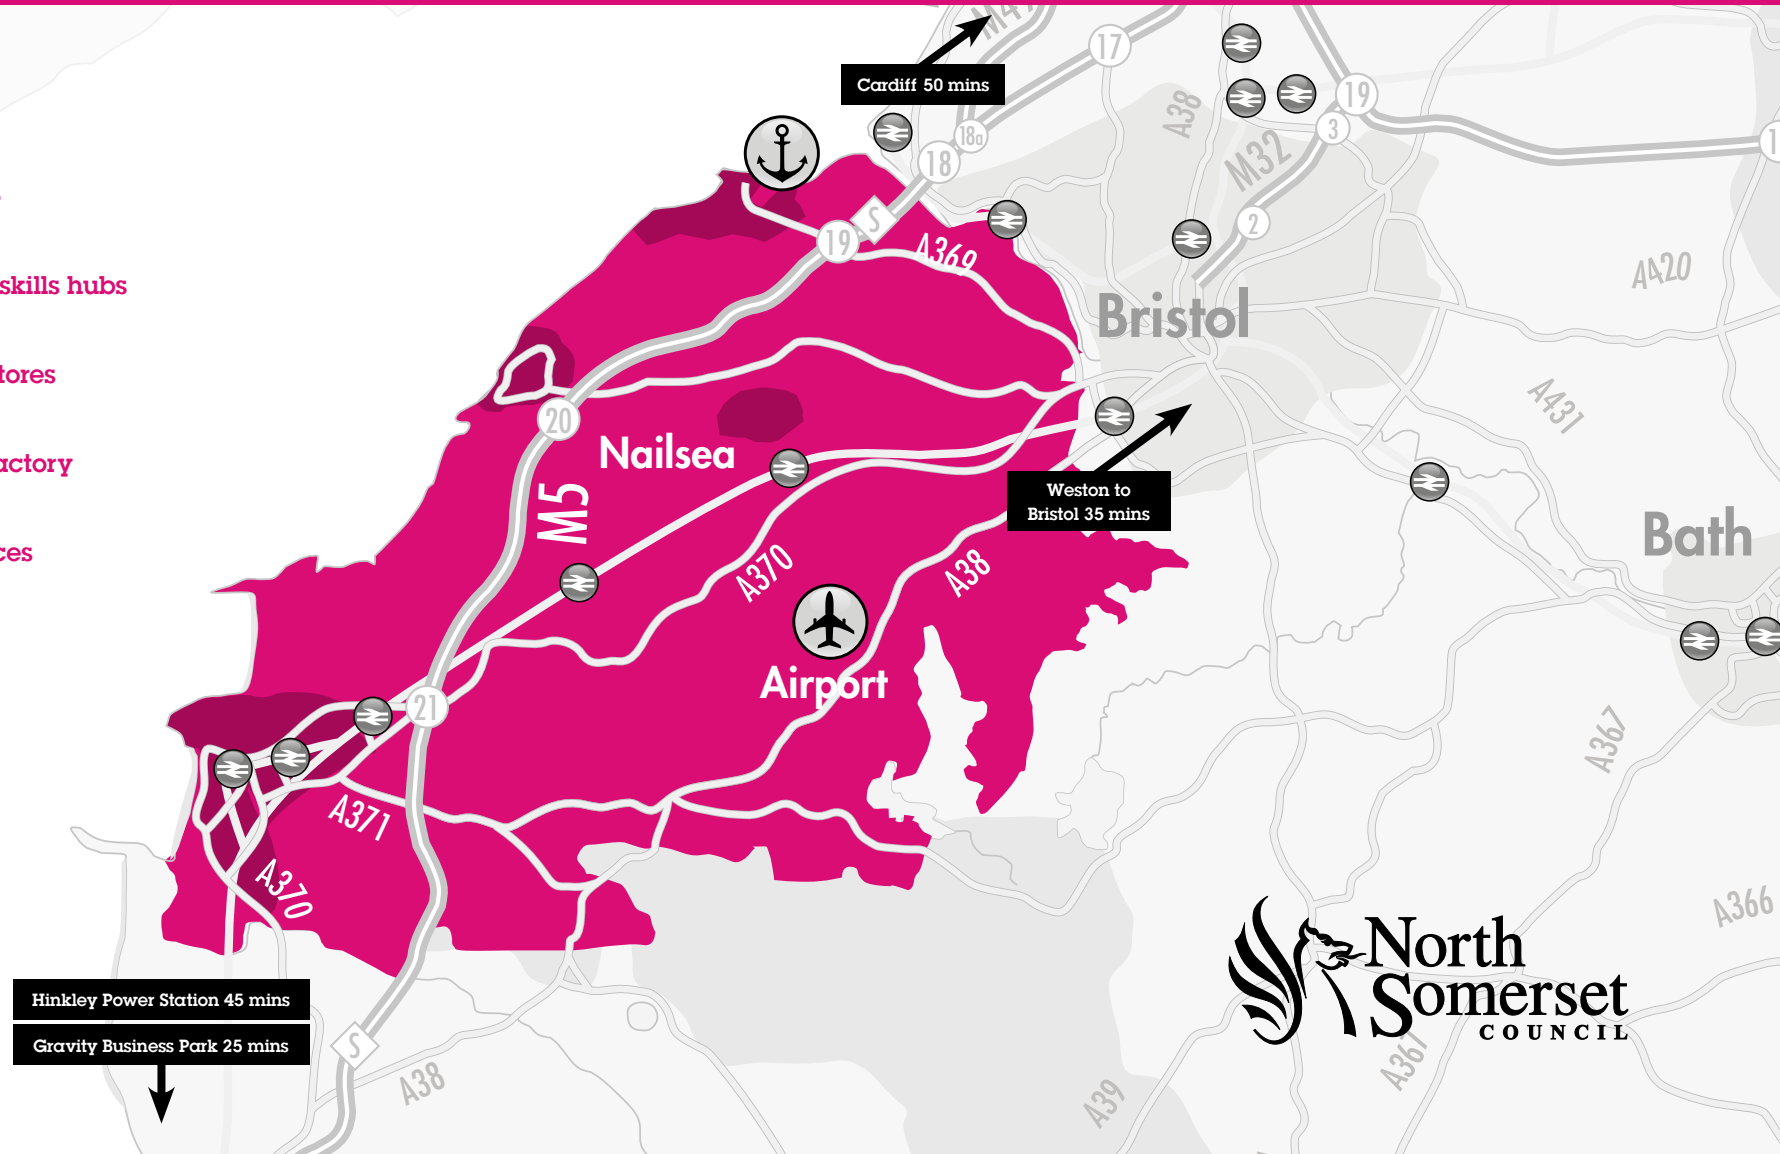 M49
17
Cardiff 50 mins
A38
19
18a
3
18
M32
S
2
19
A369
A420
skills hubs
Bristol
tores
A431
20
Nailsea
actory
M5
Weston to
Bristol 35 mins
Bath
ces
A370
A38
Airport
21
A367
A371
A370
A366
North
Somerset
COUNCIL
Hinkley Power Station 45 mins
Gravity Business Park 25 mins
S
A38
A367
A39